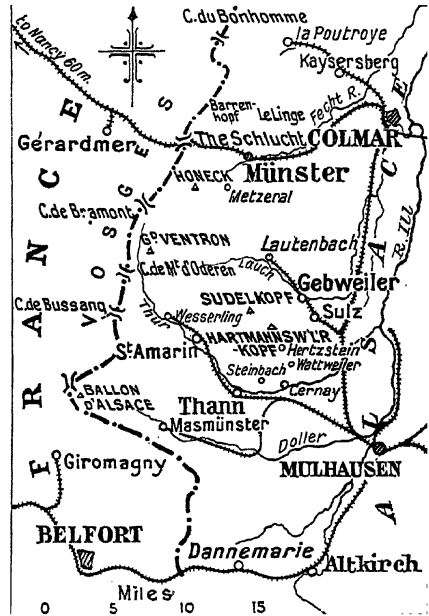 C. du Bonhomme
to Nancy 60 m.
la Poutroye
Kaysersberg
Barren-
kopf
Le Linge
Fecht R.
The Schlucht
COLMAR
Gérardmer
Münster
HONECK
Metzeral
C. de Bramont
Gᴰ VENTRON
Lautenbach
C. de Mᵗ d'Oderen
Lauch
Gebweiler
SUDELKOPF
Sulz
C. de Bussang
Thur
Wesserling
Sᵗ Amarin
HARTMANNSWʹLʹR
-KOPF
Hertzstein
Wattweiler
Steinbach
Cernay
BALLON
D'ALSACE
Thann
Masmünster
Doller
MULHAUSEN
Giromagny
BELFORT
Dannemarie
Altkirch
R. Ill
FRANCE
VOSGES
ALSACE
0 5 10 15
Miles